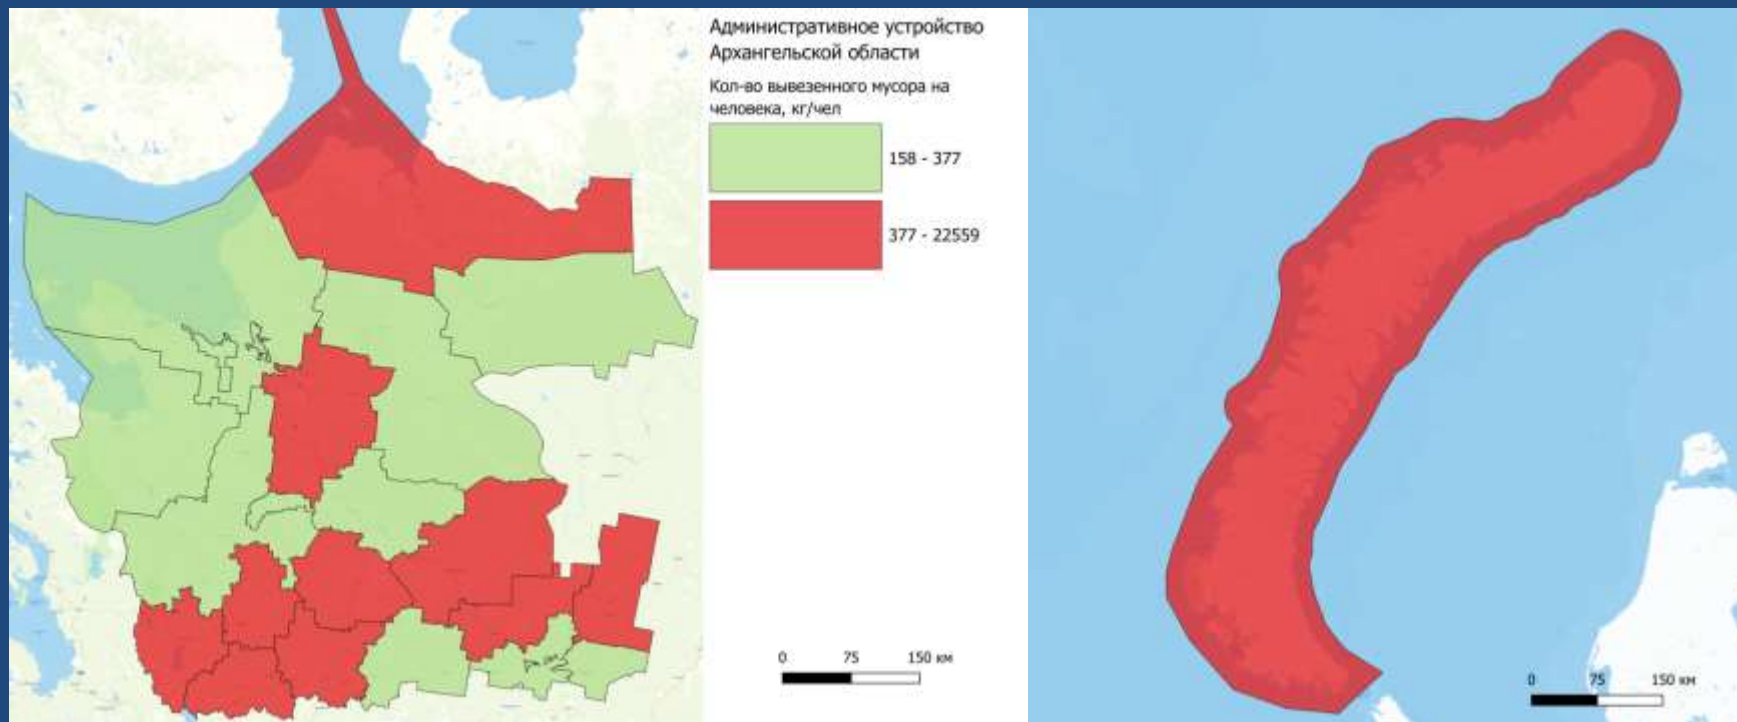 Административное устройство
Архангельской области
Кол-во вывезенного мусора на
человека, кг/чел
158 - 377
377 - 22559
0 75 150 км
0 75 150 км